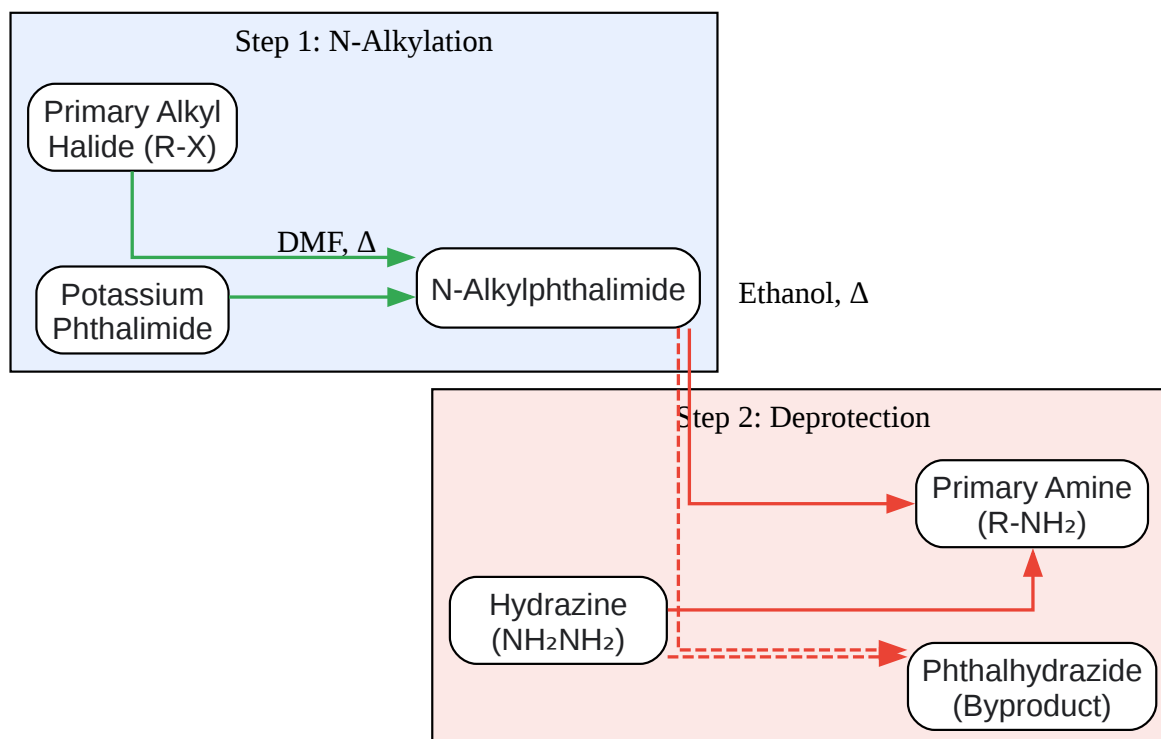 Step 1: N-Alkylation
Primary Alkyl
Halide (R-X)
DMF, Δ
Potassium
Phthalimide
N-Alkylphthalimide
Ethanol, Δ
Step 2: Deprotection
Primary Amine
(R-NH₂)
Hydrazine
(NH₂NH₂)
Phthalhydrazide
(Byproduct)